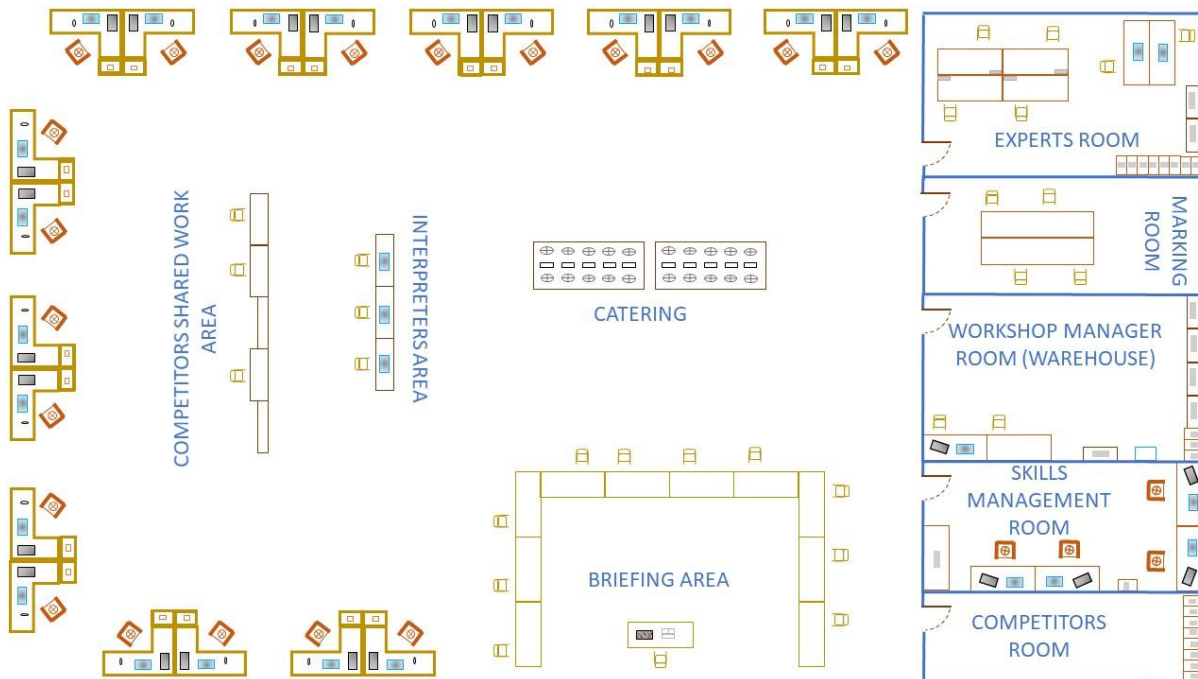 EXPERTS ROOM
MARKING
ROOM
COMPETITORS SHARED WORK
AREA
INTERPRETERS AREA
CATERING
WORKSHOP MANAGER
ROOM (WAREHOUSE)
SKILLS
MANAGEMENT
ROOM
BRIEFING AREA
COMPETITORS
ROOM